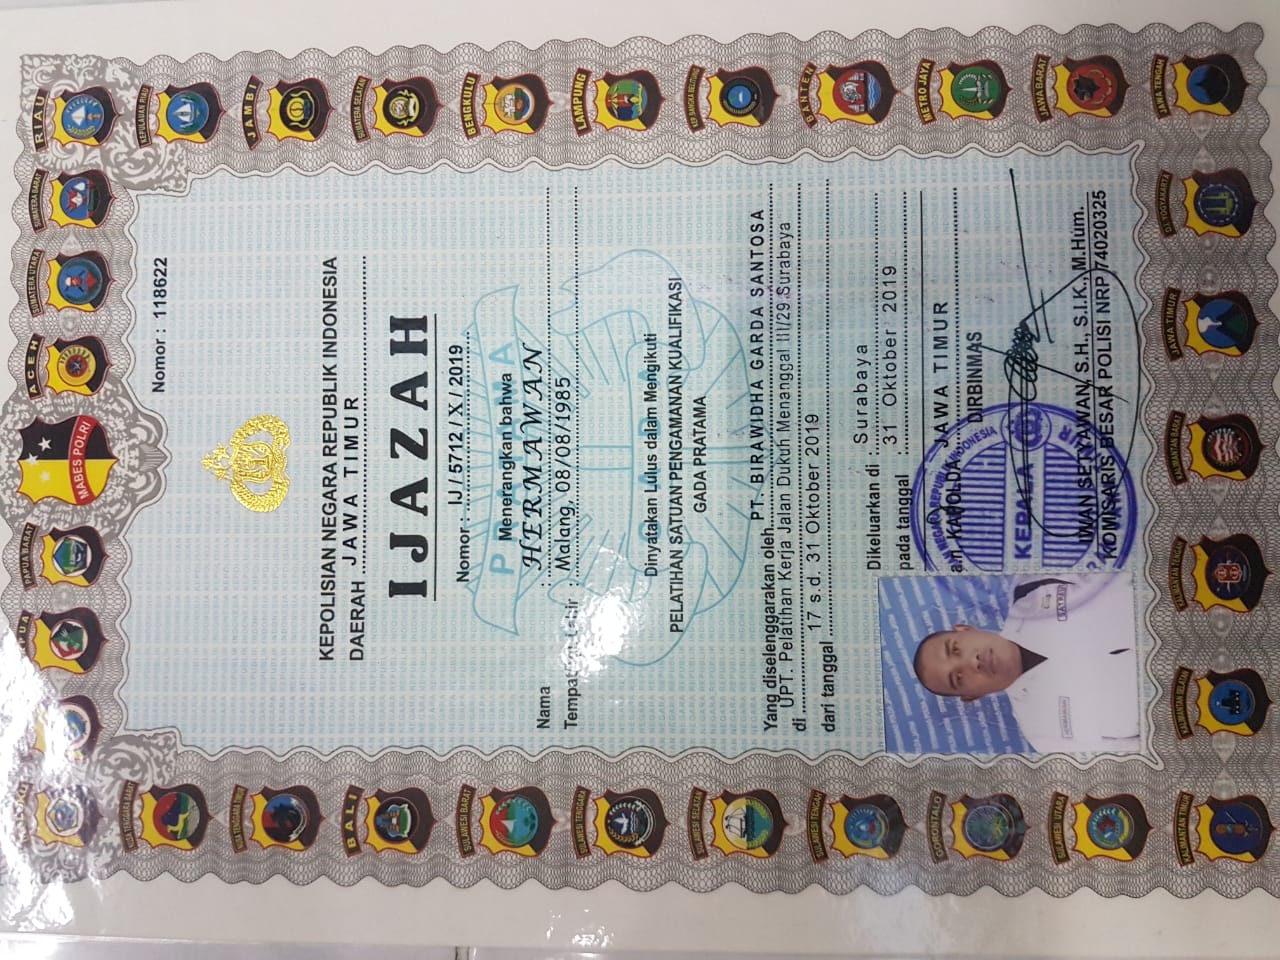 PAPUA BARAT
MABES POLRI
ACEH
SUMATERA UTARA
SUMATERA BARAT
RIAU
NUSA TENGGARA BARAT
Nomor : 118622
KEPULAUAN RIAU
NUSA TENGGARA TIMUR
JAMBI
KEPOLISIAN NEGARA REPUBLIK INDONESIA
DAERAH JAWA TIMUR
BALI
SUMATERA SELATAN
IJAZAH
Nomor : IJ / 5712 / X / 2019
SULAWESI BARAT
BENGKULU
PRATAMA
Menerangkan bahwa
Nama : HERMAWAN
Tempat/ Lahir : Malang, 08/08/1985
SULAWESI TENGGARA
LAMPUNG
GADA
Dinyatakan Lulus dalam Mengikuti
PELATIHAN SATUAN PENGAMANAN KUALIFIKASI
GADA PRATAMA
SULAWESI SELATAN
KEP. BANGKA BELITUNG
Yang diselenggarakan oleh PT. BIRAWIDHA GARDA SANTOSA
di UPT. Pelatihan Kerja Jalan Dukuh Menanggal III/29 Surabaya
dari tanggal 17 s.d. 31 Oktober 2019
SULAWESI TENGAH
BANTEN
Dikeluarkan di : Surabaya
pada tanggal : 31 Oktober 2019
GORONTALO
METRO JAYA
a.n. KAPOLDA JAWA TIMUR
DIRBINMAS
KEPALA
SULAWESI UTARA
JAWA BARAT
HERMAWAN
IWAN SETYAWAN, S.H., S.I.K., M.Hum.
KOMISARIS BESAR POLISI NRP 74020325
KALIMANTAN TIMUR
KALIMANTAN SELATAN
KALIMANTAN TENGAH
KALIMANTAN BARAT
JAWA TIMUR
D.I. YOGYAKARTA
JAWA TENGAH